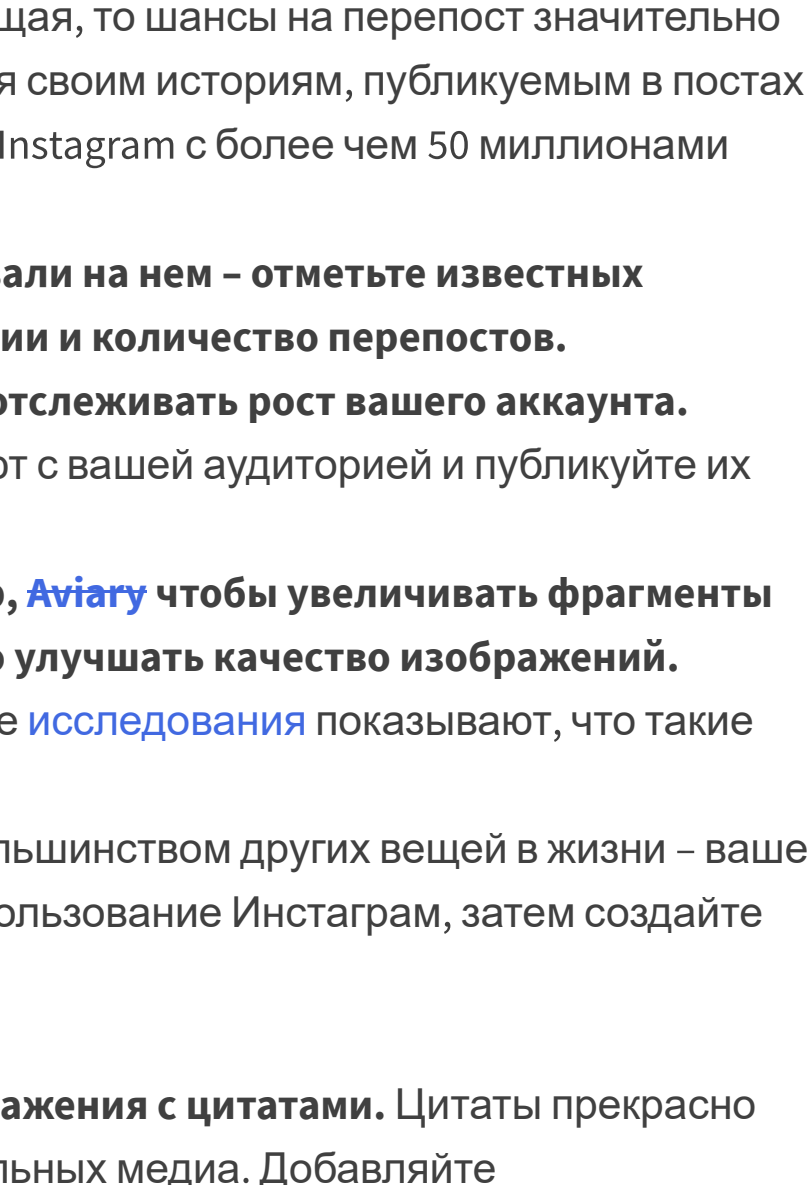 щая, то шансы на перепост значительно
я своим историям, публикуемым в постах
Instagram с более чем 50 миллионами
али на нем – отметьте известных
ии и количество перепостов.
отслеживать рост вашего аккаунта.
от с вашей аудиторией и публикуйте их
о, Aviary чтобы увеличивать фрагменты
о улучшать качество изображений.
е исследования показывают, что такие
льшинством других вещей в жизни – ваше
ользование Инстаграм, затем создайте
ажения с цитатами. Цитаты прекрасно
льных медиа. Добавляйте